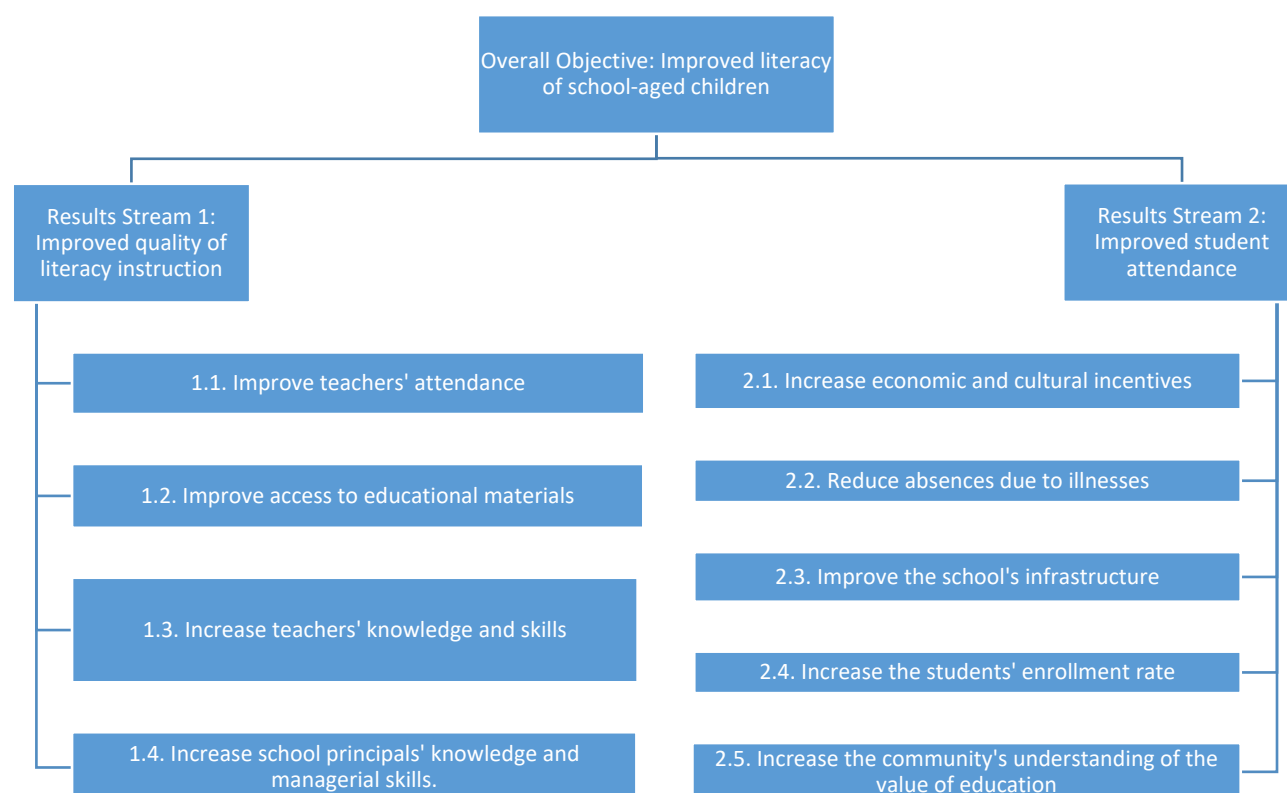 Overall Objective: Improved literacy
of school-aged children
Results Stream 1:
Improved quality of
literacy instruction
1.1. Improve teachers' attendance
1.2. Improve access to educational materials
1.3. Increase teachers' knowledge and skills
1.4. Increase school principals' knowledge and
managerial skills.
Results Stream 2:
Improved student
attendance
2.1. Increase economic and cultural incentives
2.2. Reduce absences due to illnesses
2.3. Improve the school's infrastructure
2.4. Increase the students' enrollment rate
2.5. Increase the community's understanding of the
value of education